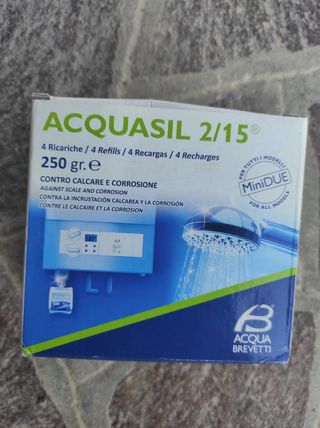 ACQUASIL 2/15®
4 Ricariche / 4 Refills / 4 Recargas / 4 Recharges
250 gr. ℮
CONTRO CALCARE E CORROSIONE
AGAINST SCALE AND CORROSION
CONTRA LA INCRUSTACIÓN CALCAREA Y LA CORROSIÓN
CONTRE LE CALCAIRE ET LA CORROSION
PER TUTTI I MODELLI
MiniDUE
FOR ALL MODELS
ACQUA
BREVETTI